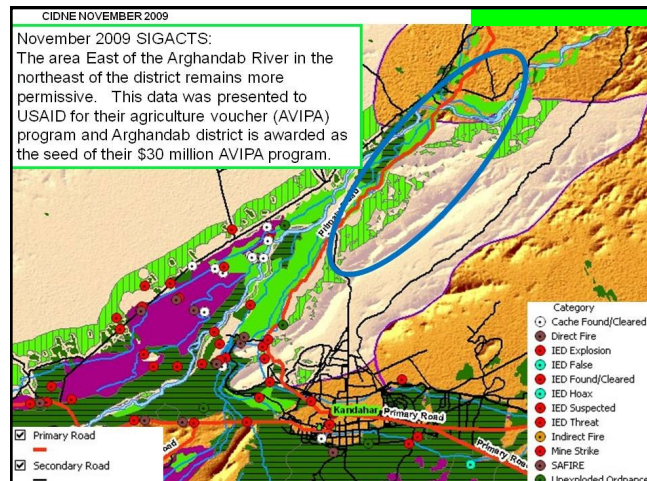 CIDNE NOVEMBER 2009
November 2009 SIGACTS:
The area East of the Arghandab River in the
northeast of the district remains more
permissive. This data was presented to
USAID for their agriculture voucher (AVIPA)
program and Arghandab district is awarded as
the seed of their $30 million AVIPA program.
Primary Road
Kandahar
Primary Road
Primary Road
Road
Primary Road
Secondary Road
Category
Cache Found/Cleared
Direct Fire
IED Explosion
IED False
IED Found/Cleared
IED Hoax
IED Suspected
IED Threat
Indirect Fire
Mine Strike
SAFIRE
Unexploded Ordnance